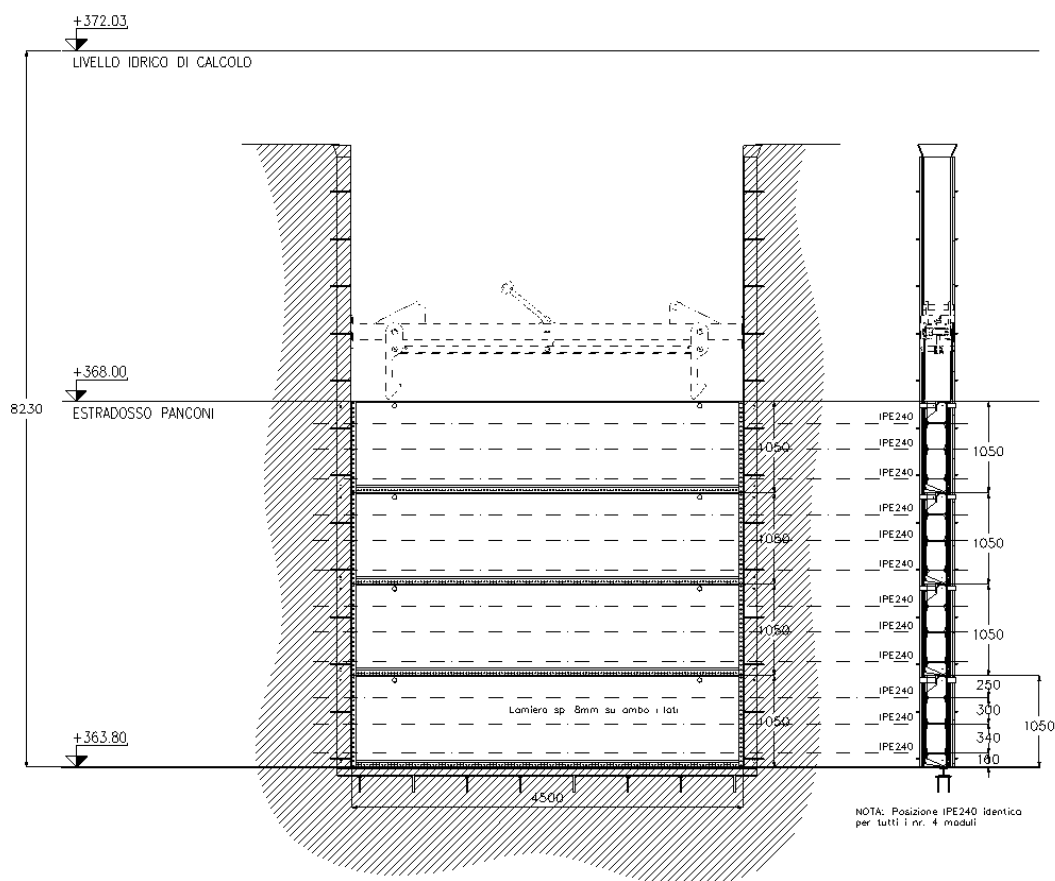 +372.03
LIVELLO IDRICO DI CALCOLO
+368.00
ESTRADOSSO PANCONI
8230
IPE240
IPE240
IPE240
1050
1050
IPE240
IPE240
IPE240
1050
1050
IPE240
IPE240
IPE240
1050
1050
Lamiera sp. 8mm su ambo i lati
IPE240
IPE240
IPE240
1050
250
300
340
160
1050
+363.80
4500
NOTA: Posizione IPE240 identica
per tutti i nr. 4 moduli